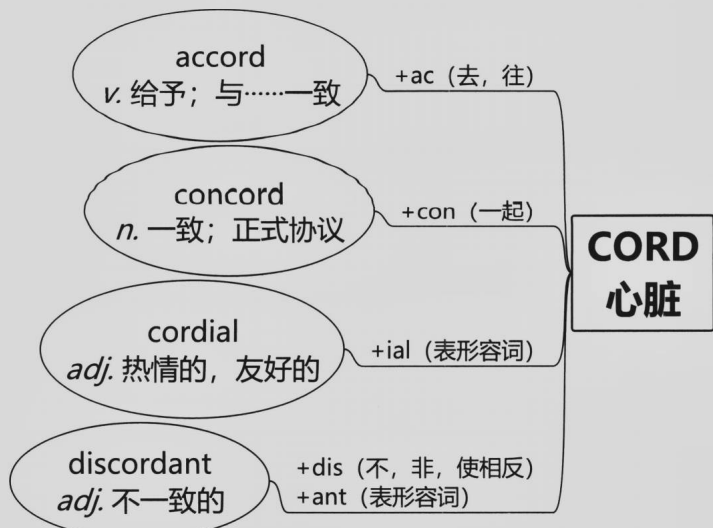 accord
v. 给予；与……一致
+ac（去，往）
concord
n. 一致；正式协议
+con（一起）
CORD
心脏
cordial
adj. 热情的，友好的
+ial（表形容词）
discordant
adj. 不一致的
+dis（不，非，使相反）
+ant（表形容词）